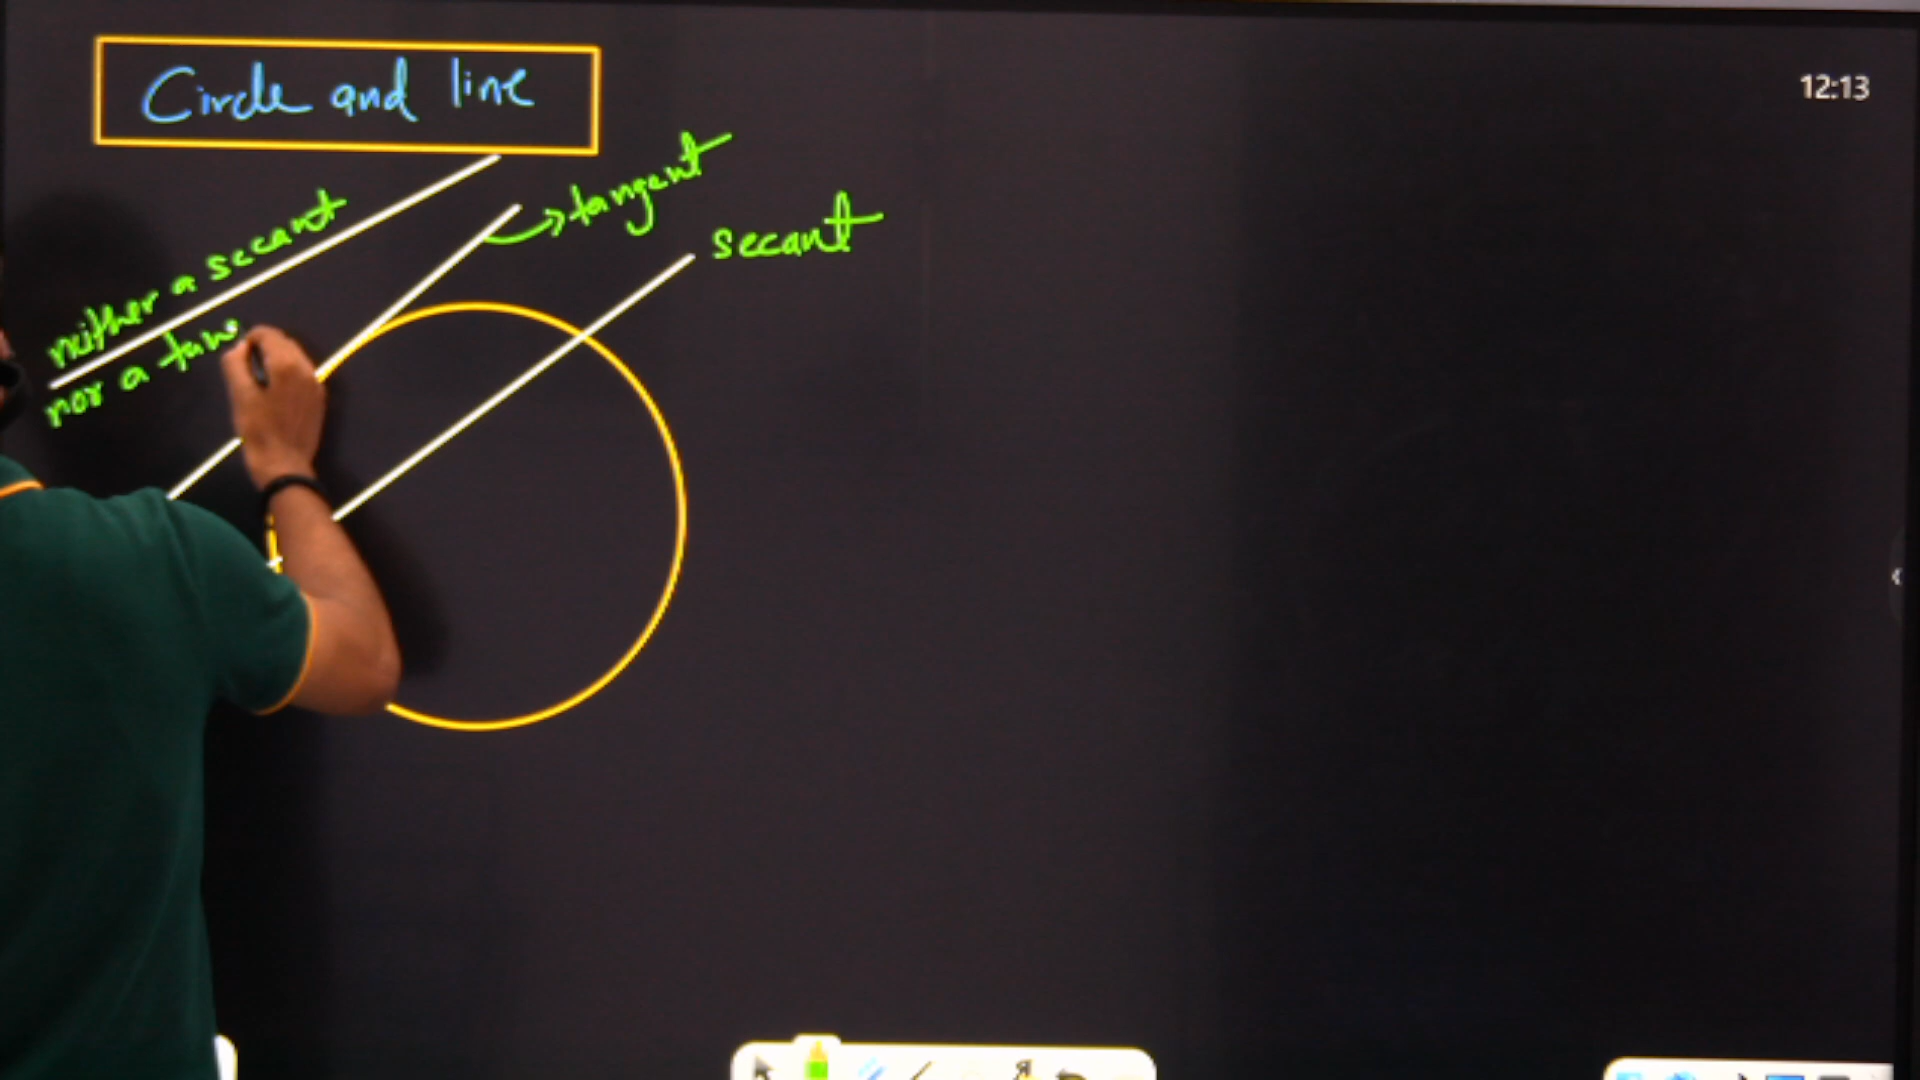 Circle and line
12:13
tangent
secant
neither a secant
nor a tan